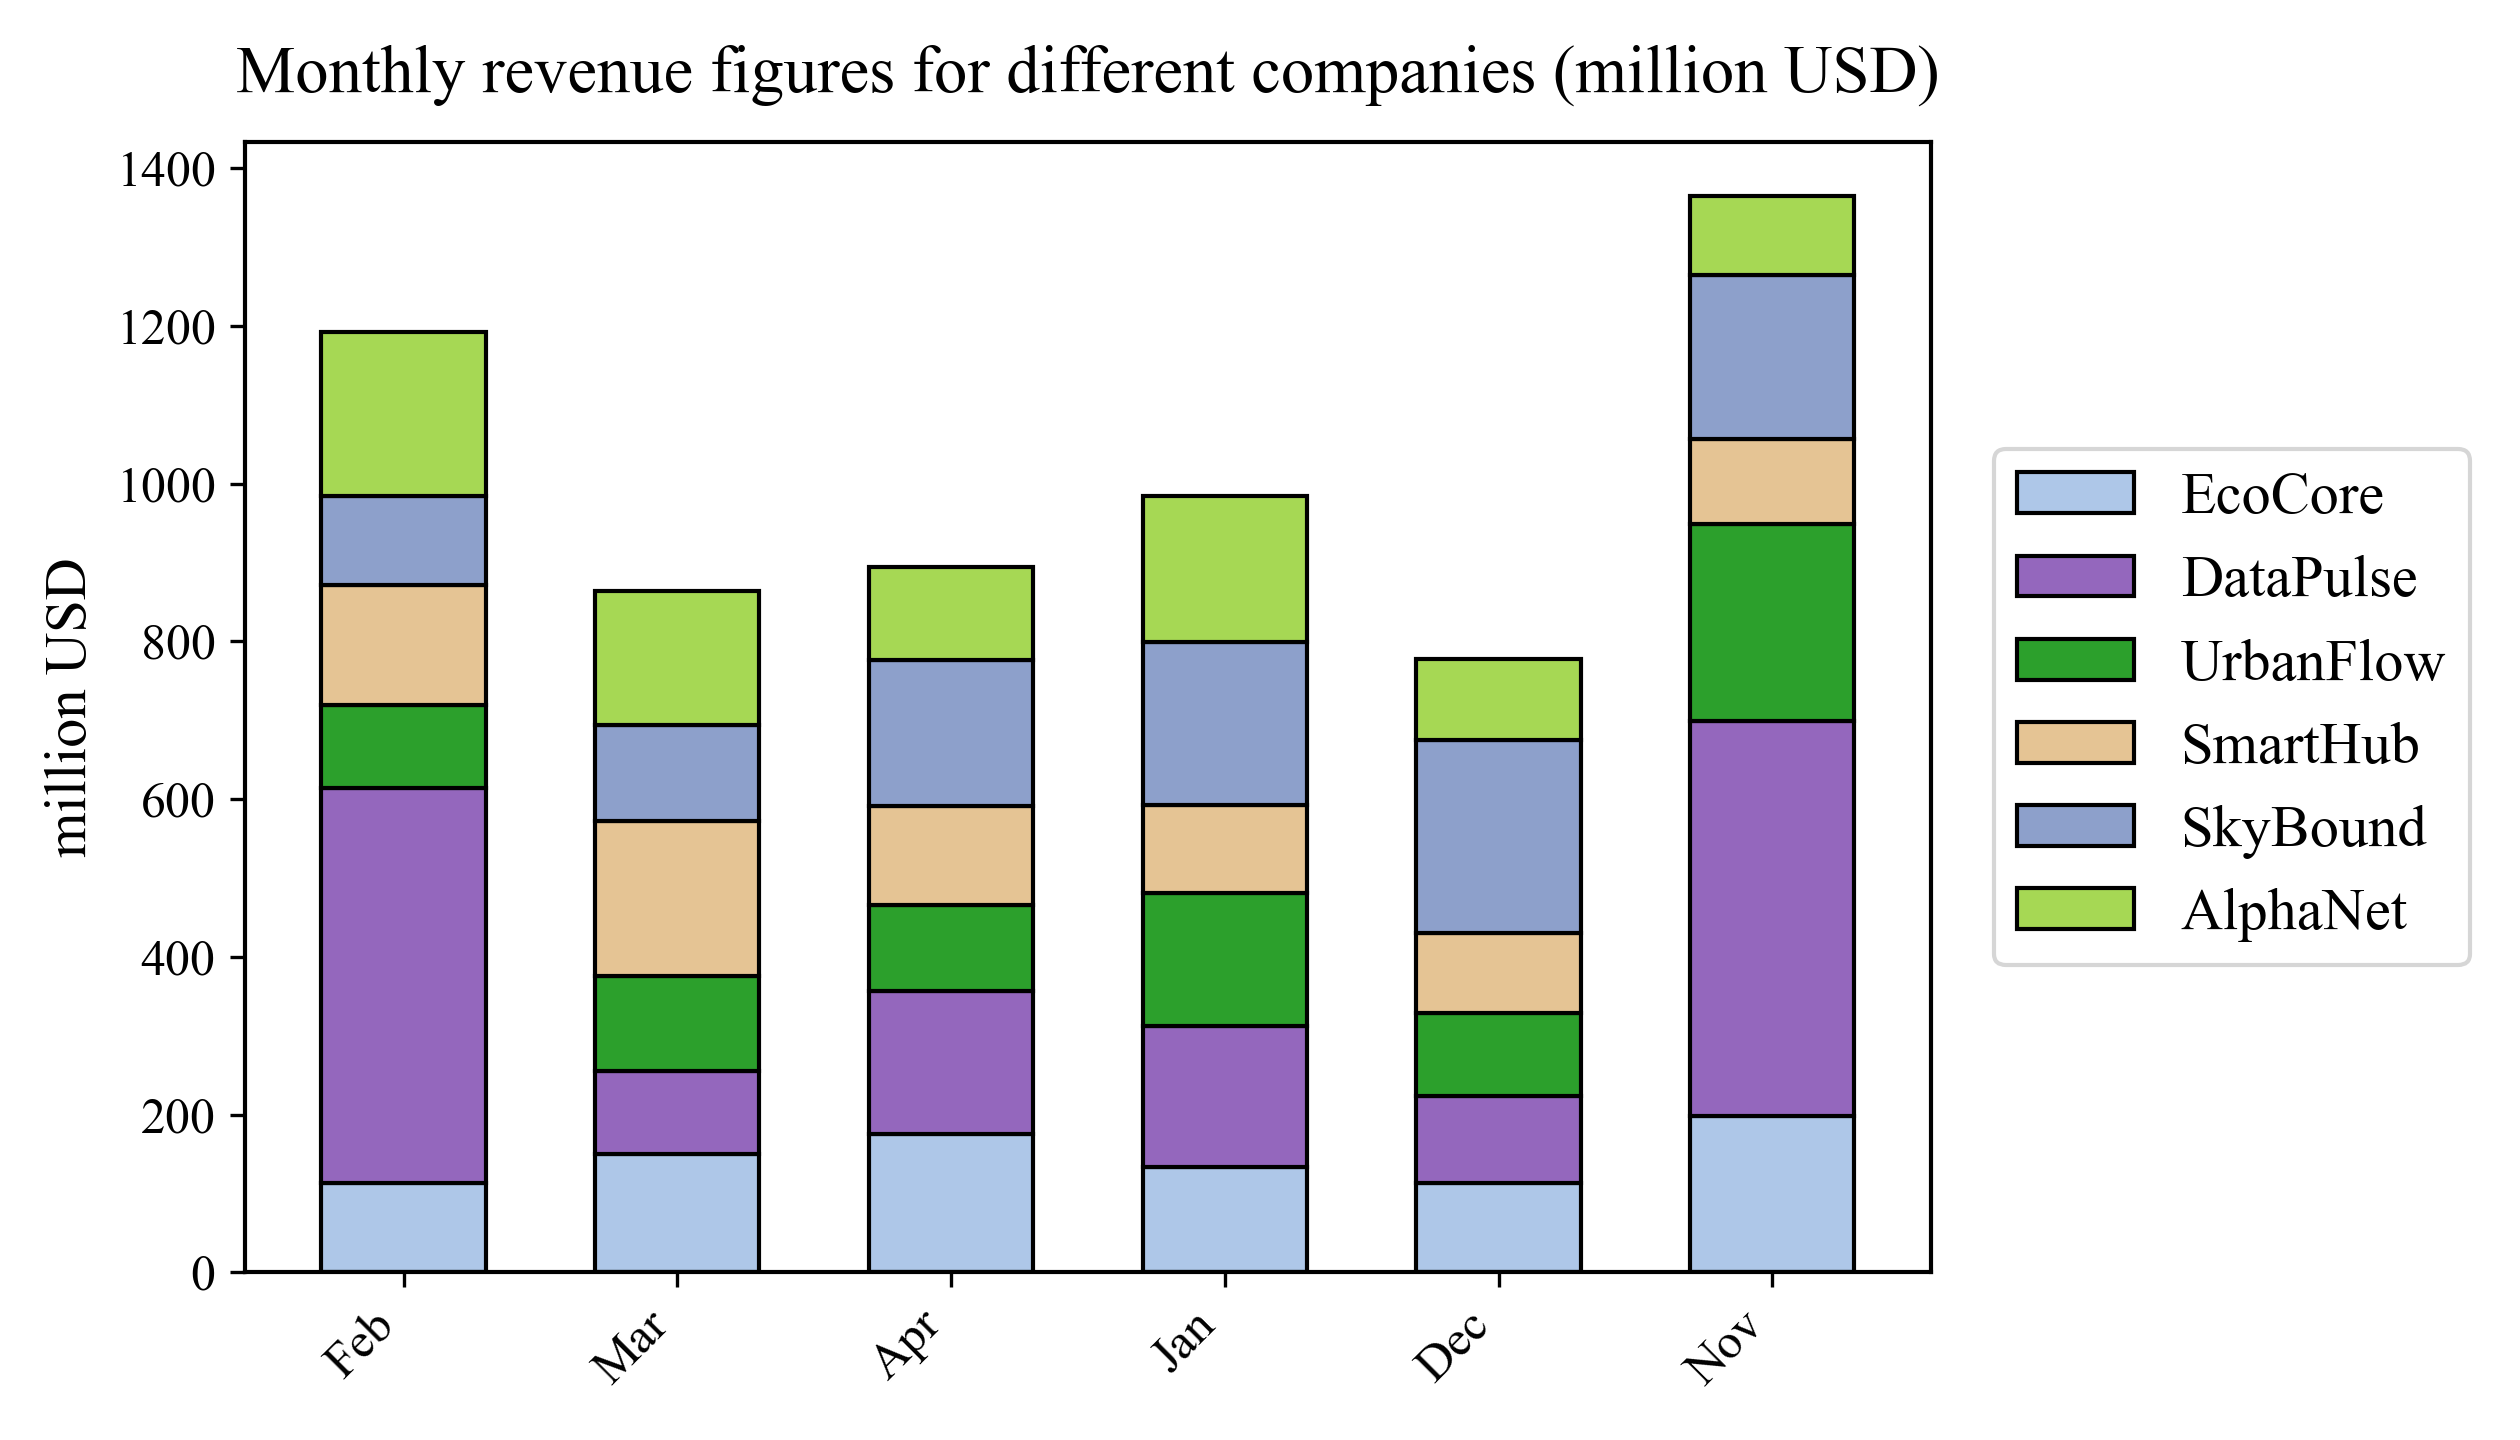 Monthly revenue figures for different companies (million USD)
million USD
1400
1200
1000
800
600
400
200
0
Feb
Mar
Apr
Jan
Dec
Nov
EcoCore
DataPulse
UrbanFlow
SmartHub
SkyBound
AlphaNet